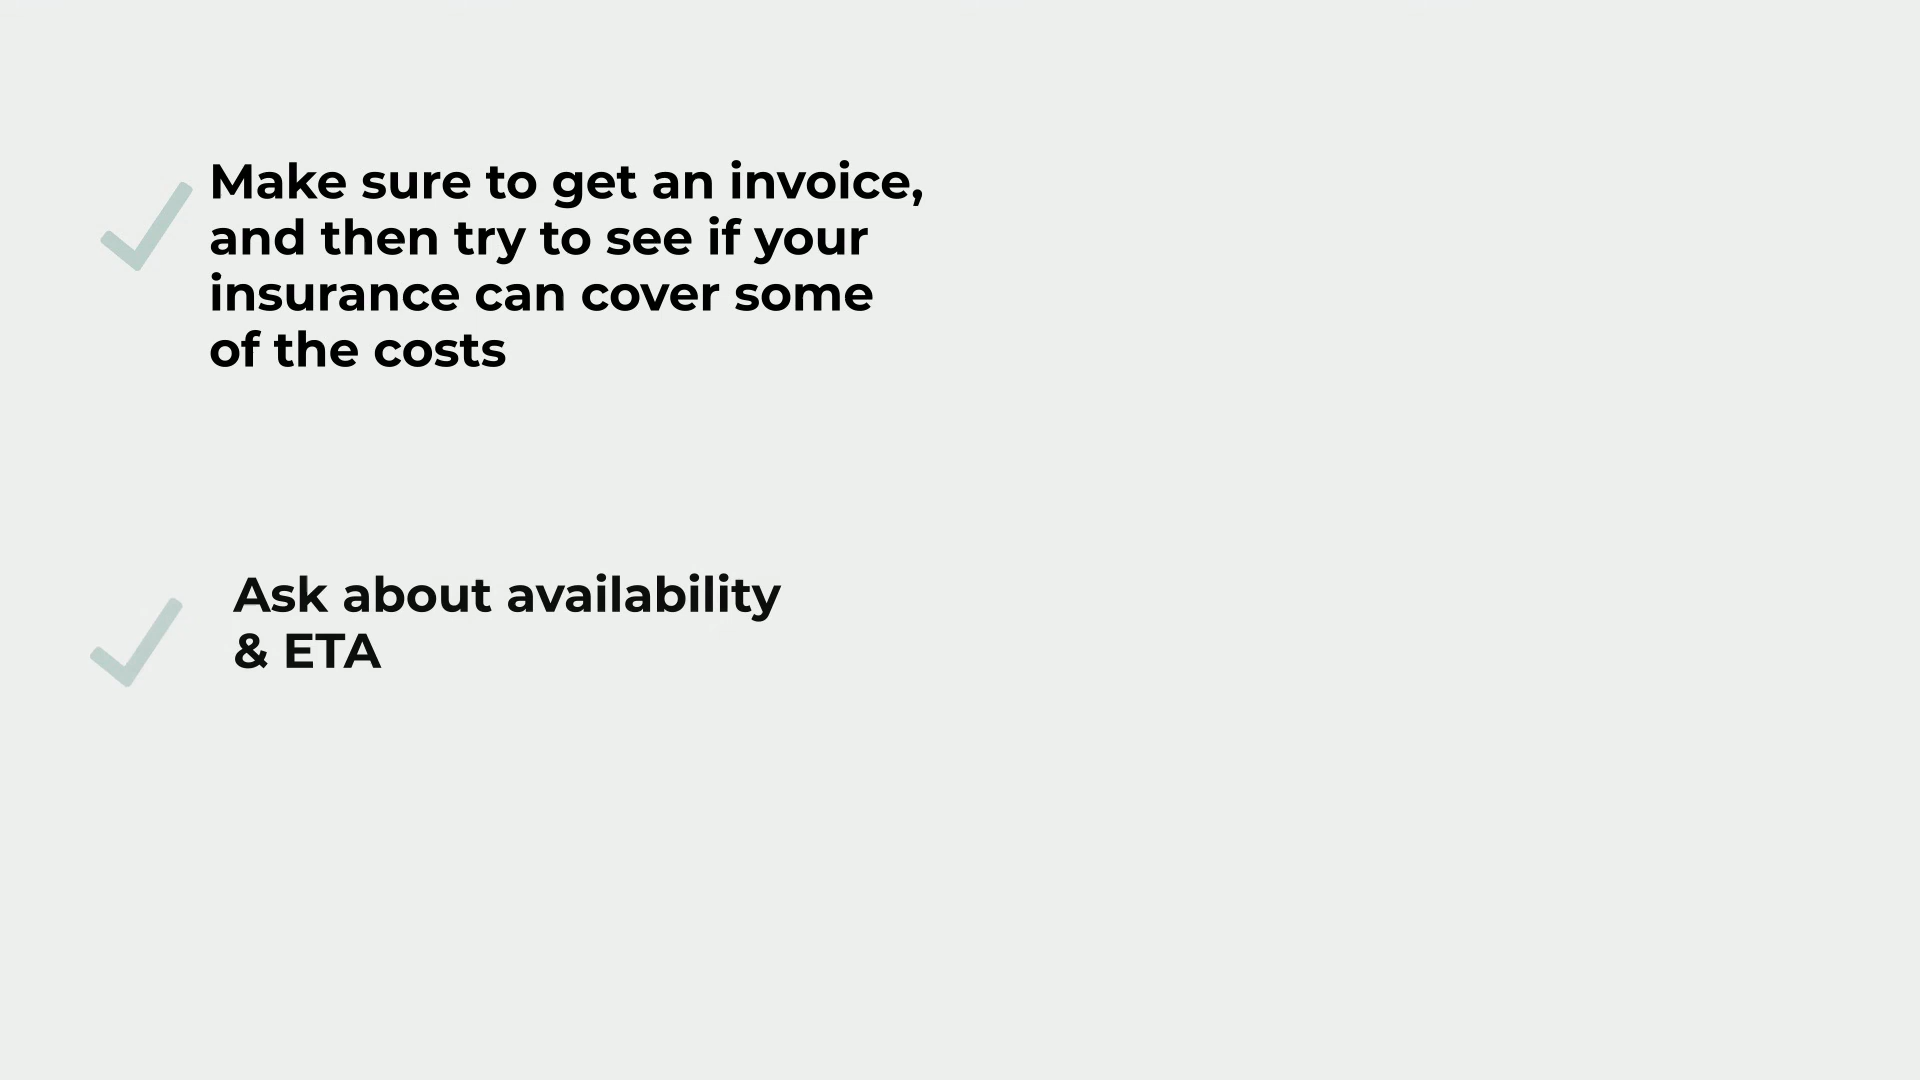 Make sure to get an invoice,
and then try to see if your
insurance can cover some
of the costs
Ask about availability
& ETA